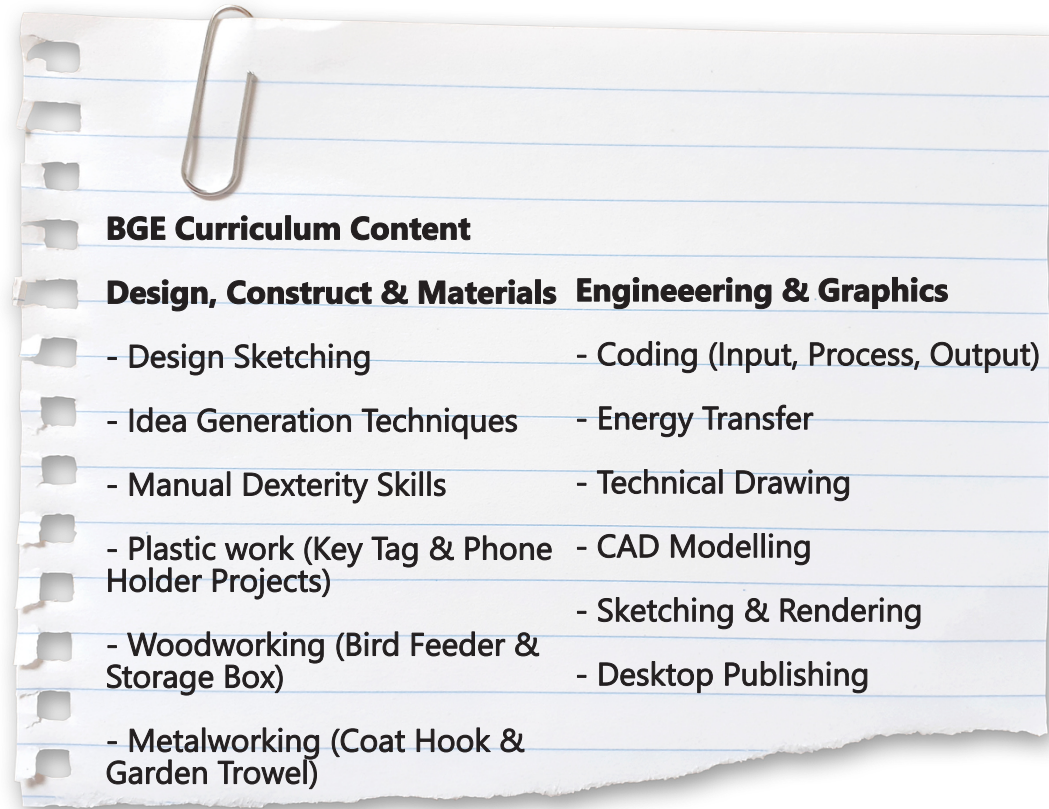 BGE Curriculum Content
Design, Construct & Materials
- Design Sketching
- Idea Generation Techniques
- Manual Dexterity Skills
- Plastic work (Key Tag & Phone
Holder Projects)
- Woodworking (Bird Feeder &
Storage Box)
- Metalworking (Coat Hook &
Garden Trowel)
Engineeering & Graphics
- Coding (Input, Process, Output)
- Energy Transfer
- Technical Drawing
- CAD Modelling
- Sketching & Rendering
- Desktop Publishing